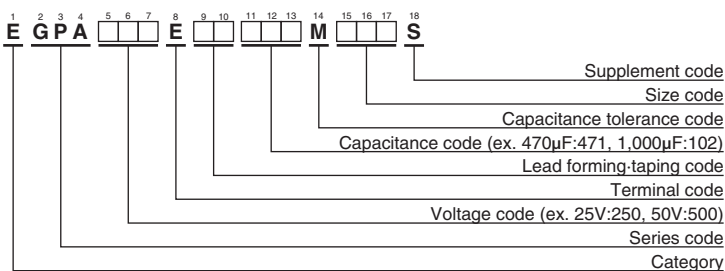 1 2 3 4 5 6 7 8 9 10 11 12 13 14 15 16 17 18
E GPA E M S
Supplement code
Size code
Capacitance tolerance code
Capacitance code (ex. 470μF:471, 1,000μF:102)
Lead forming·taping code
Terminal code
Voltage code (ex. 25V:250, 50V:500)
Series code
Category